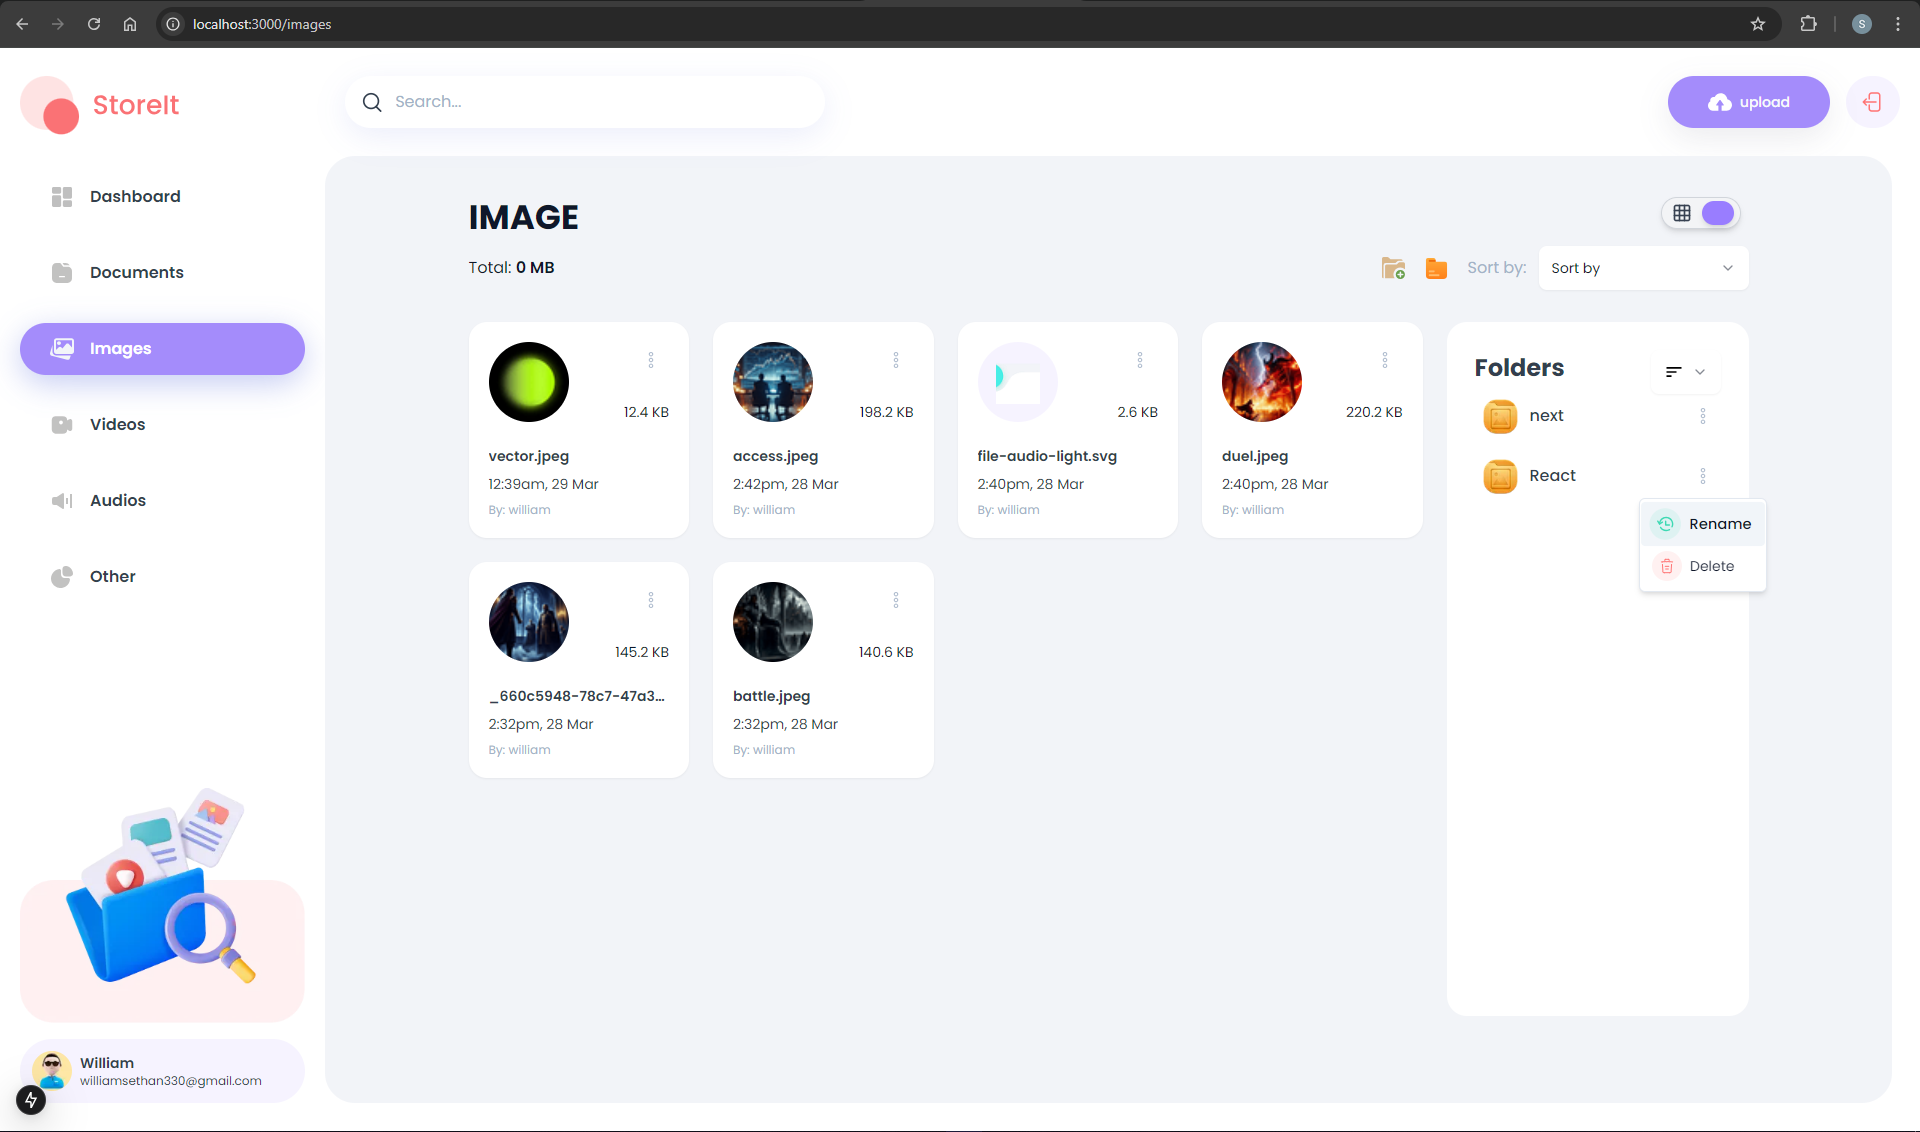 localhost:3000/images
S
StoreIt
Search...
upload
Dashboard
Documents
Images
Videos
Audios
Other
IMAGE
Total: 0 MB
Sort by:
Sort by
12.4 KB
vector.jpeg
12:39am, 29 Mar
By: william
198.2 KB
access.jpeg
2:42pm, 28 Mar
By: william
2.6 KB
file-audio-light.svg
2:40pm, 28 Mar
By: william
220.2 KB
duel.jpeg
2:40pm, 28 Mar
By: william
145.2 KB
_660c5948-78c7-47a3...
2:32pm, 28 Mar
By: william
140.6 KB
battle.jpeg
2:32pm, 28 Mar
By: william
Folders
next
React
Rename
Delete
William
williamsethan330@gmail.com